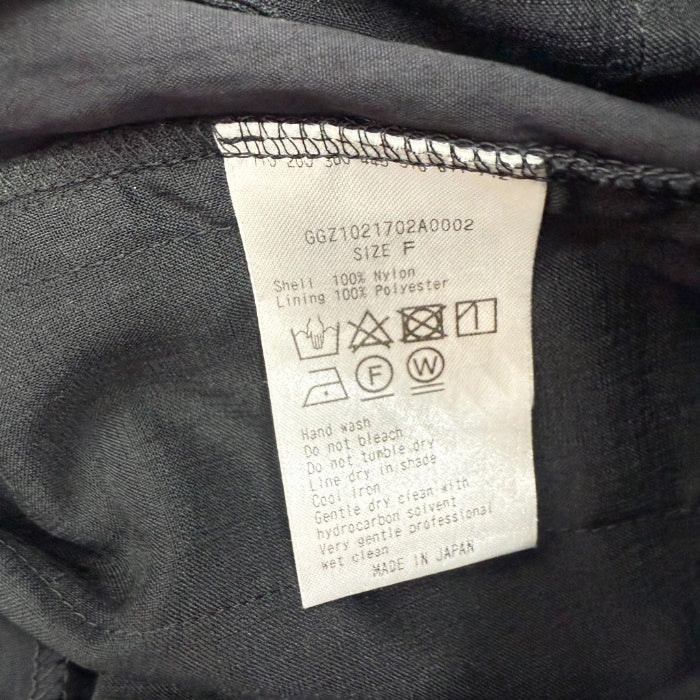 GGZ1021702A0002
SIZE F
Shell 100% Nylon
Lining 100% Polyester
F
W
Hand wash
Do not bleach
Do not tumble dry
Line dry in shade
Cool iron
Gentle dry clean with
hydrocarbon solvent
Very gentle professional
wet clean
MADE IN JAPAN